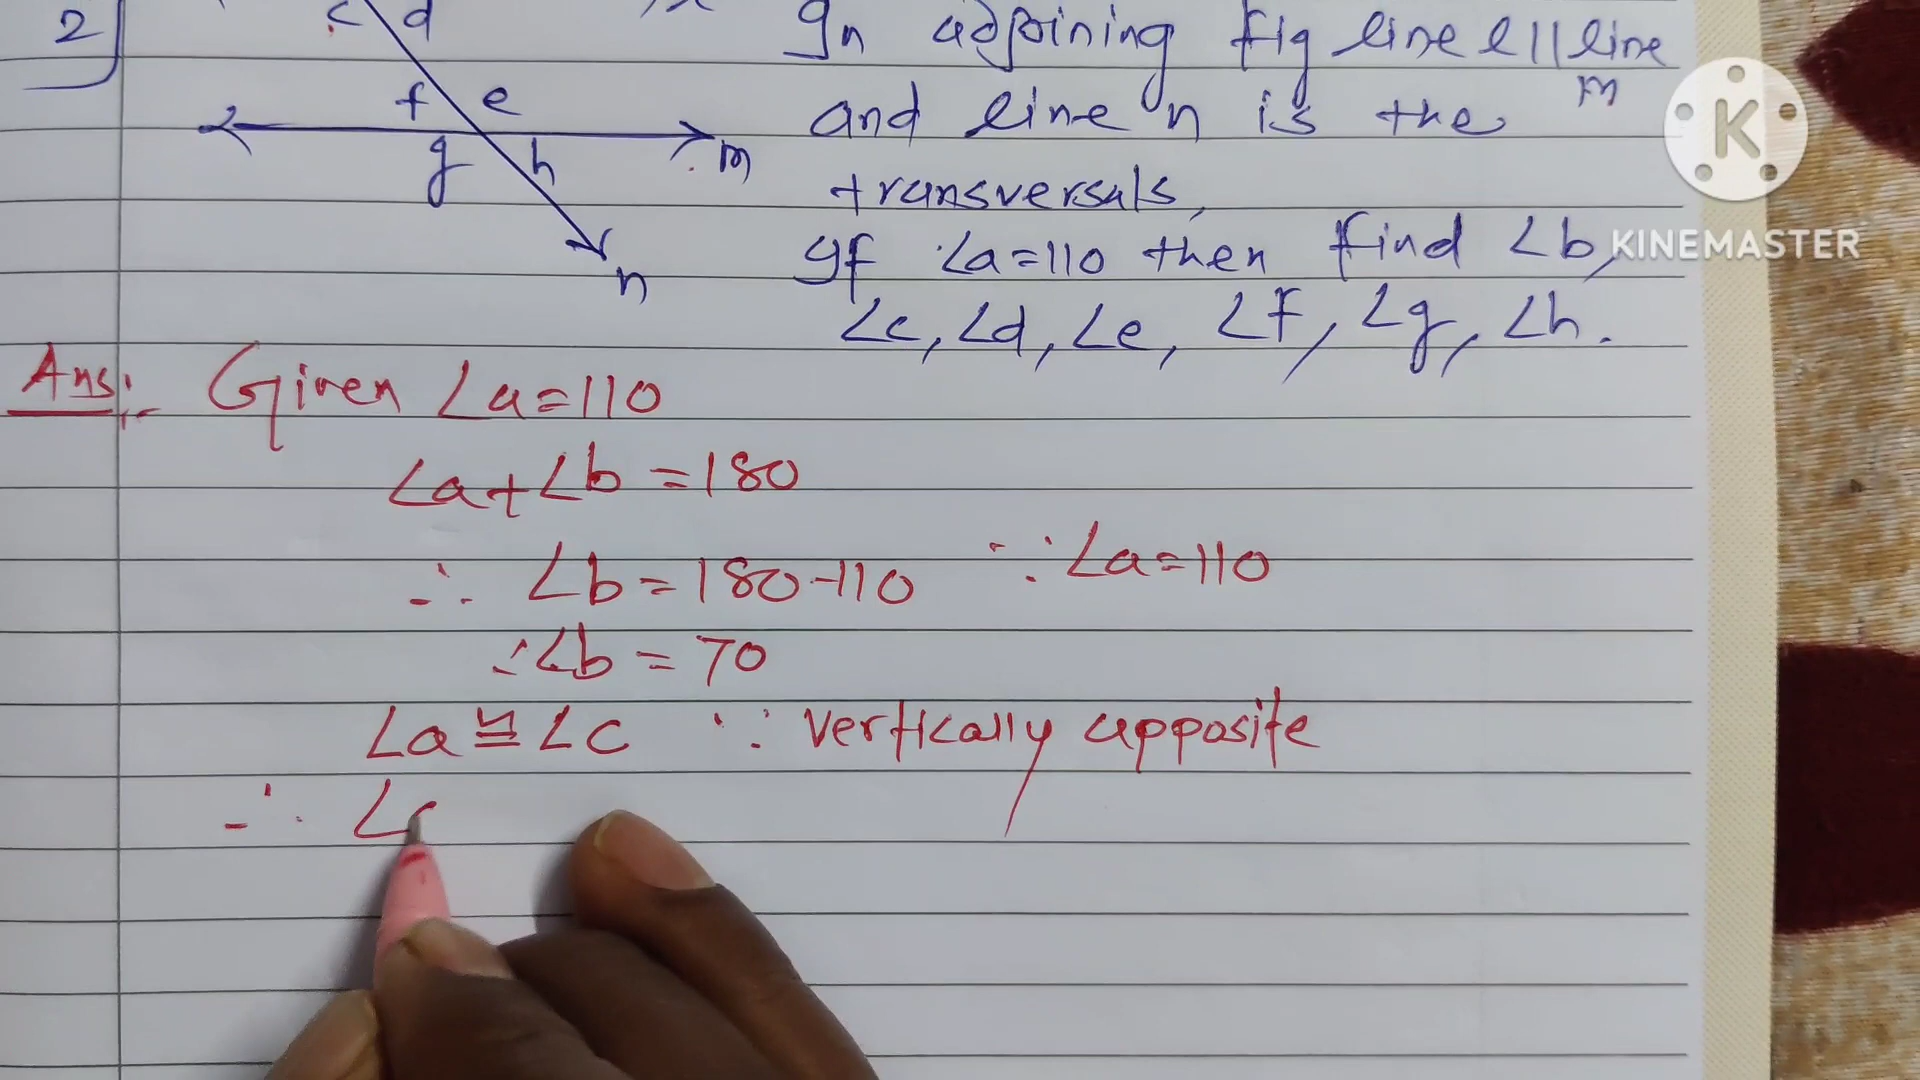 2]
c d
In adjoining fig line l || line m
f e
and line n is the
g h m
transversals,
n
If ∠a=110 then find ∠b,
∠c, ∠d, ∠e, ∠f, ∠g, ∠h.
K
KINEMASTER
Ans:- Given ∠a=110
∠a+∠b =180
∴ ∠b=180-110 ∵ ∠a=110
∴ ∠b = 70
∠a ≅ ∠c ∵ vertically opposite
∴ ∠